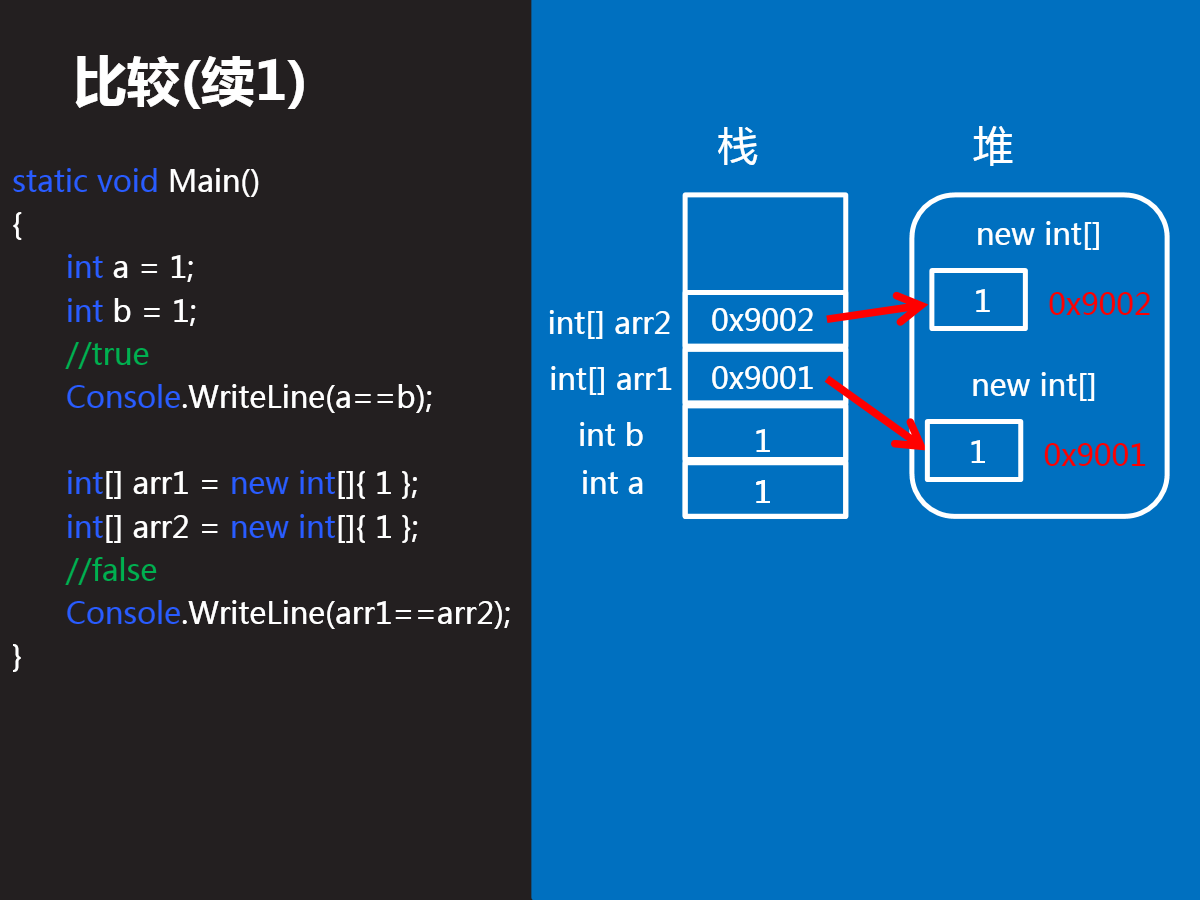 比较(续1)
static void Main()
{
int a = 1;
int b = 1;
//true
Console.WriteLine(a==b);
int[] arr1 = new int[]{ 1 };
int[] arr2 = new int[]{ 1 };
//false
Console.WriteLine(arr1==arr2);
}
栈
int[] arr2 0x9002
int[] arr1 0x9001
int b 1
int a 1
堆
new int[]
1 0x9002
new int[]
1 0x9001